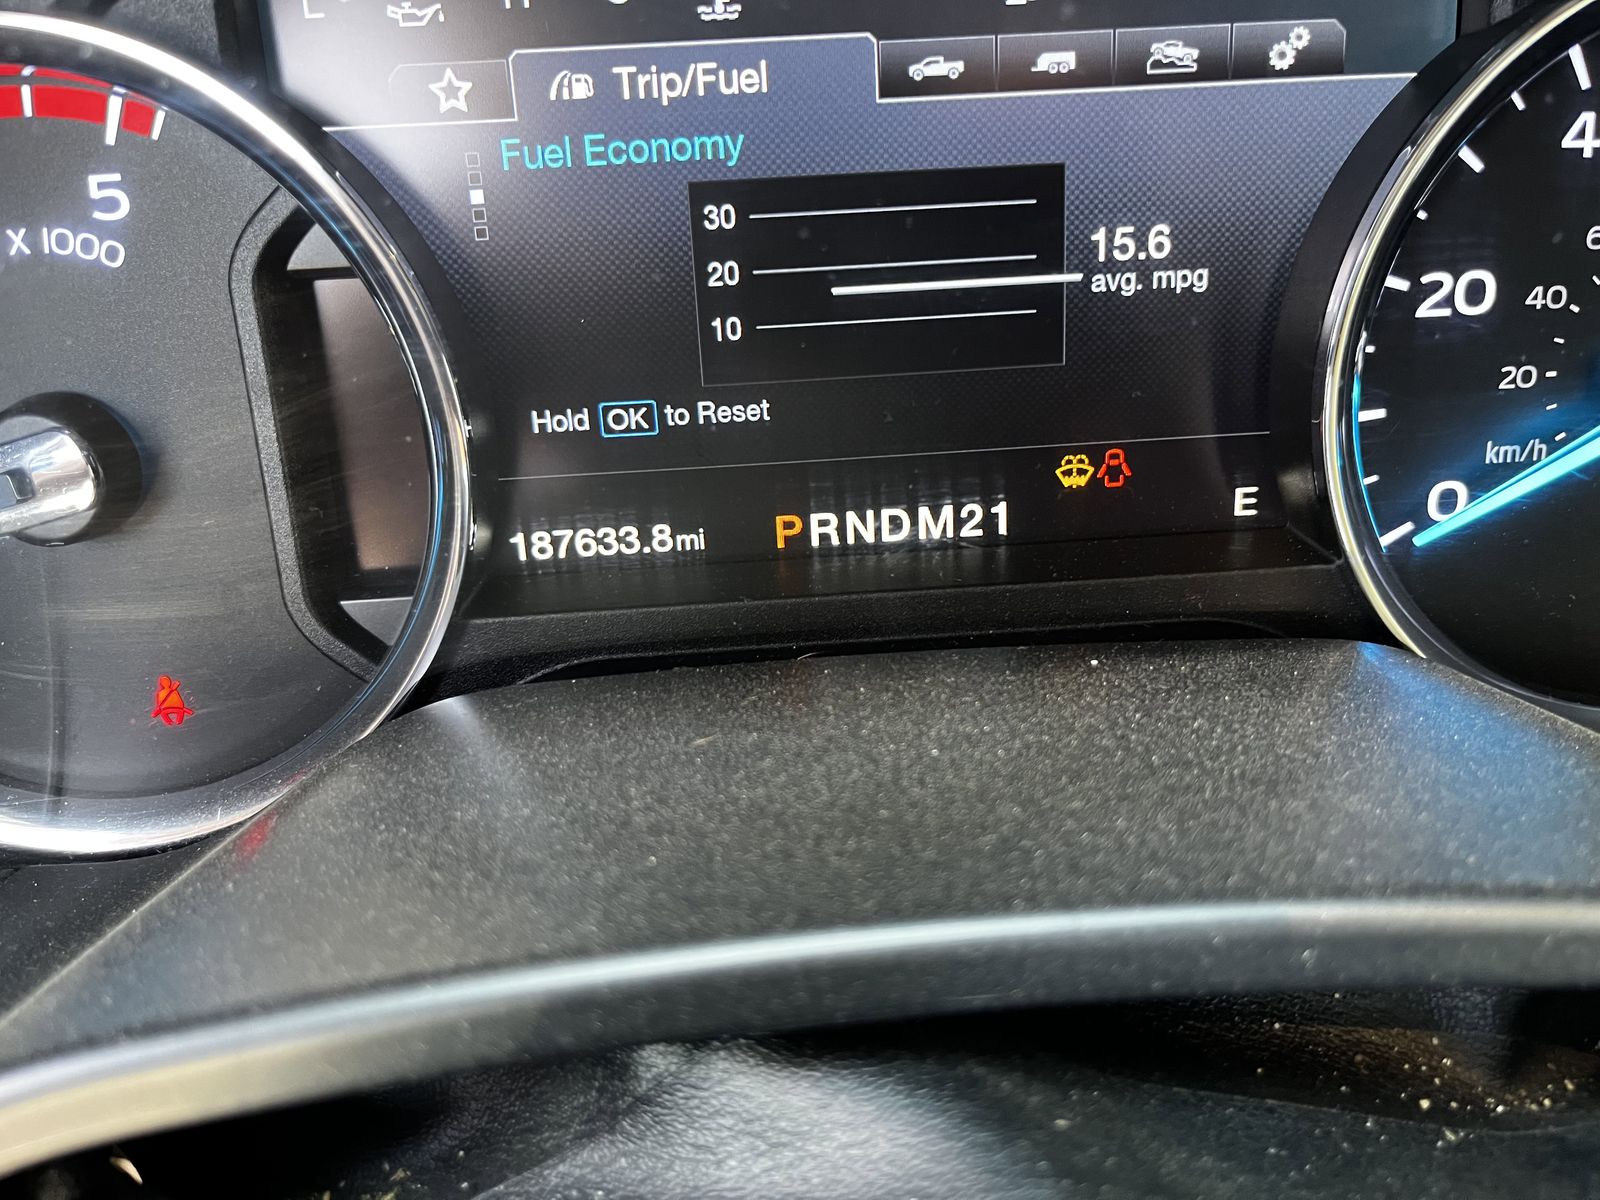 Trip/Fuel
Fuel Economy
30
20
10
15.6
avg. mpg
Hold OK to Reset
187633.8mi
PRNDM21
E
5
X 1000
4
20
0
40
20
km/h